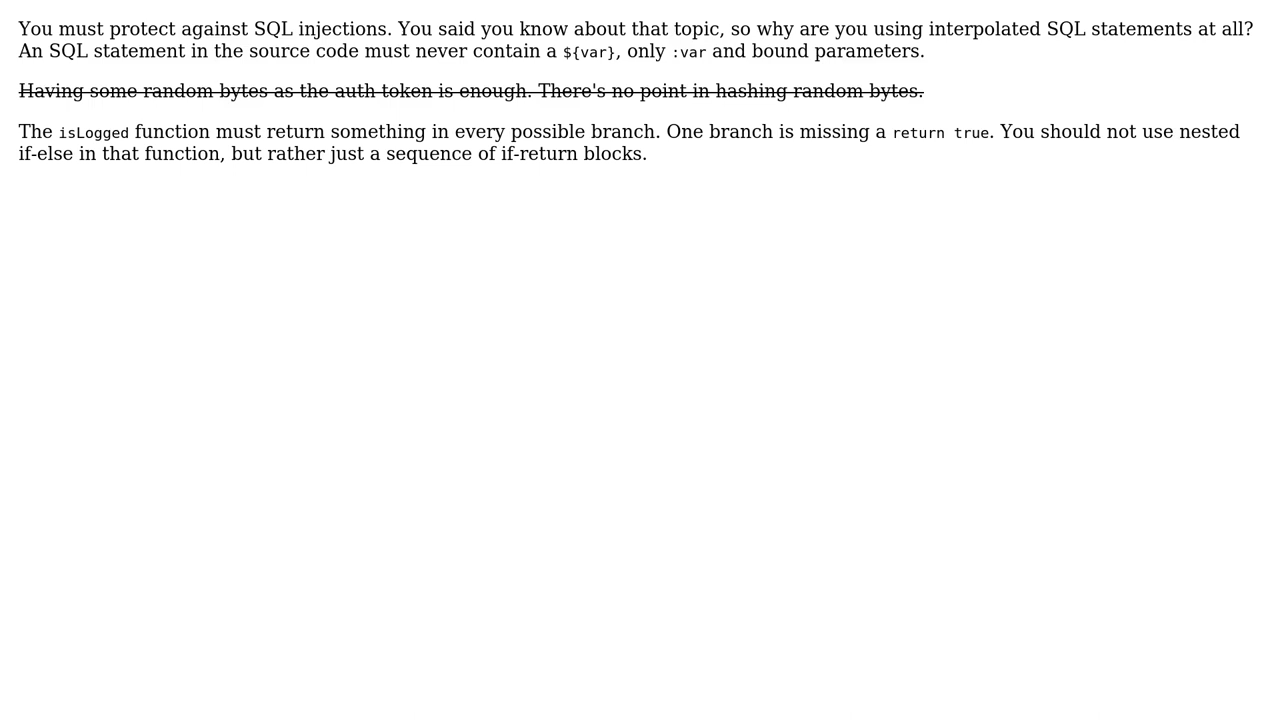 You must protect against SQL injections. You said you know about that topic, so why are you using interpolated SQL statements at all?
An SQL statement in the source code must never contain a ${var}, only :var and bound parameters.
Having some random bytes as the auth token is enough. There's no point in hashing random bytes.
The isLogged function must return something in every possible branch. One branch is missing a return true. You should not use nested
if-else in that function, but rather just a sequence of if-return blocks.